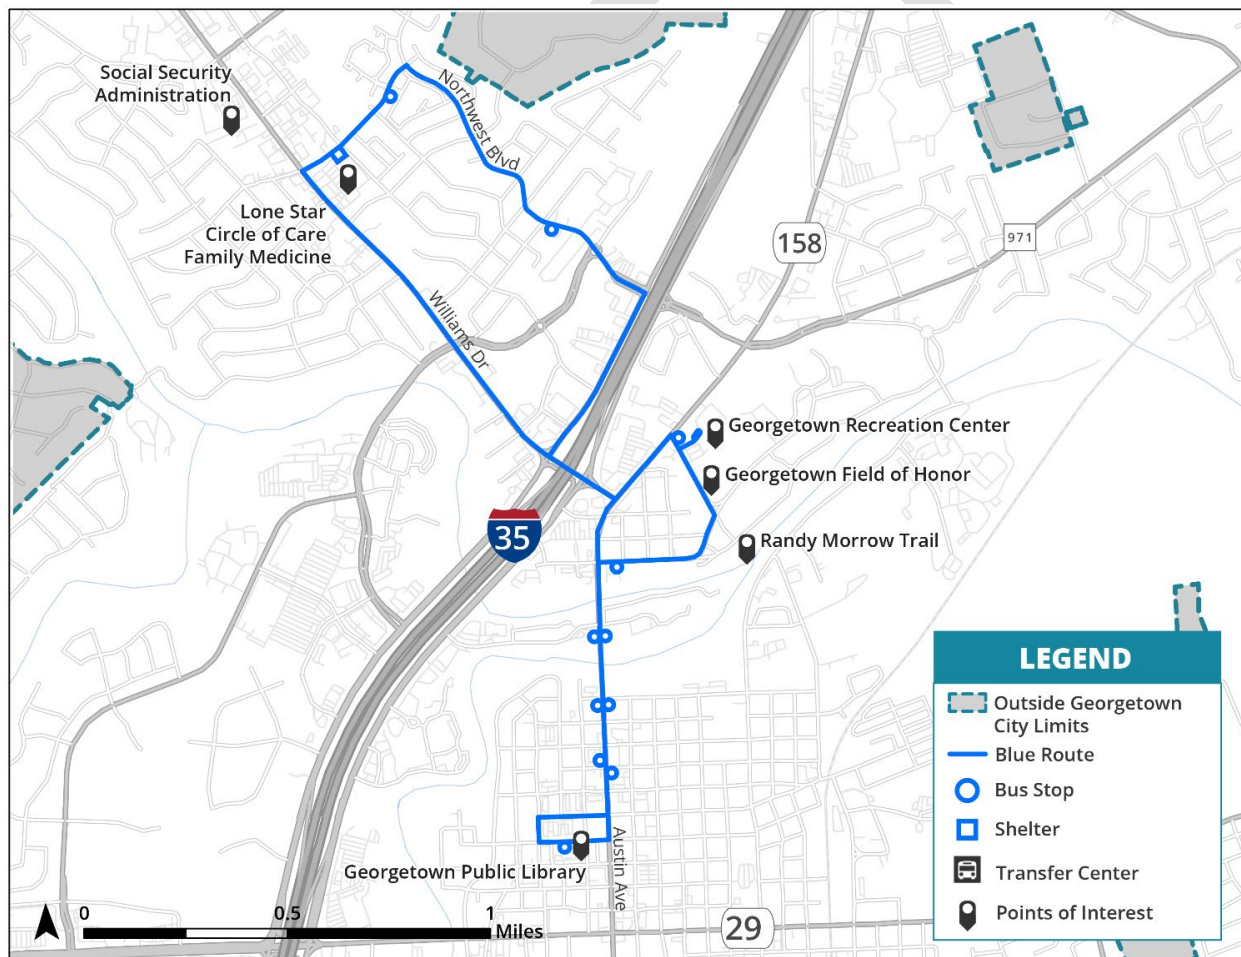 Social Security
Administration
Northwest Blvd
Lone Star
Circle of Care
Family Medicine
158
971
Williams Dr
Georgetown Recreation Center
Georgetown Field of Honor
35
Randy Morrow Trail
LEGEND
Outside Georgetown
City Limits
Blue Route
Bus Stop
Shelter
Transfer Center
Points of Interest
Austin Ave
Georgetown Public Library
0 0.5 1
Miles
29